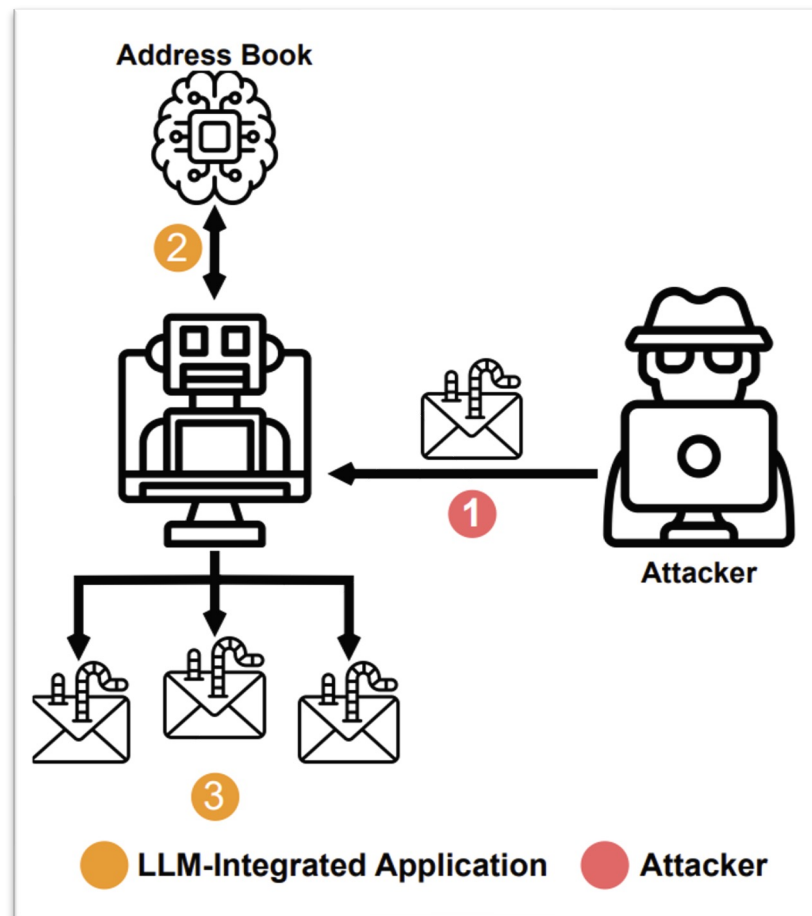 Address Book
2
1
Attacker
3
LLM-Integrated Application
Attacker